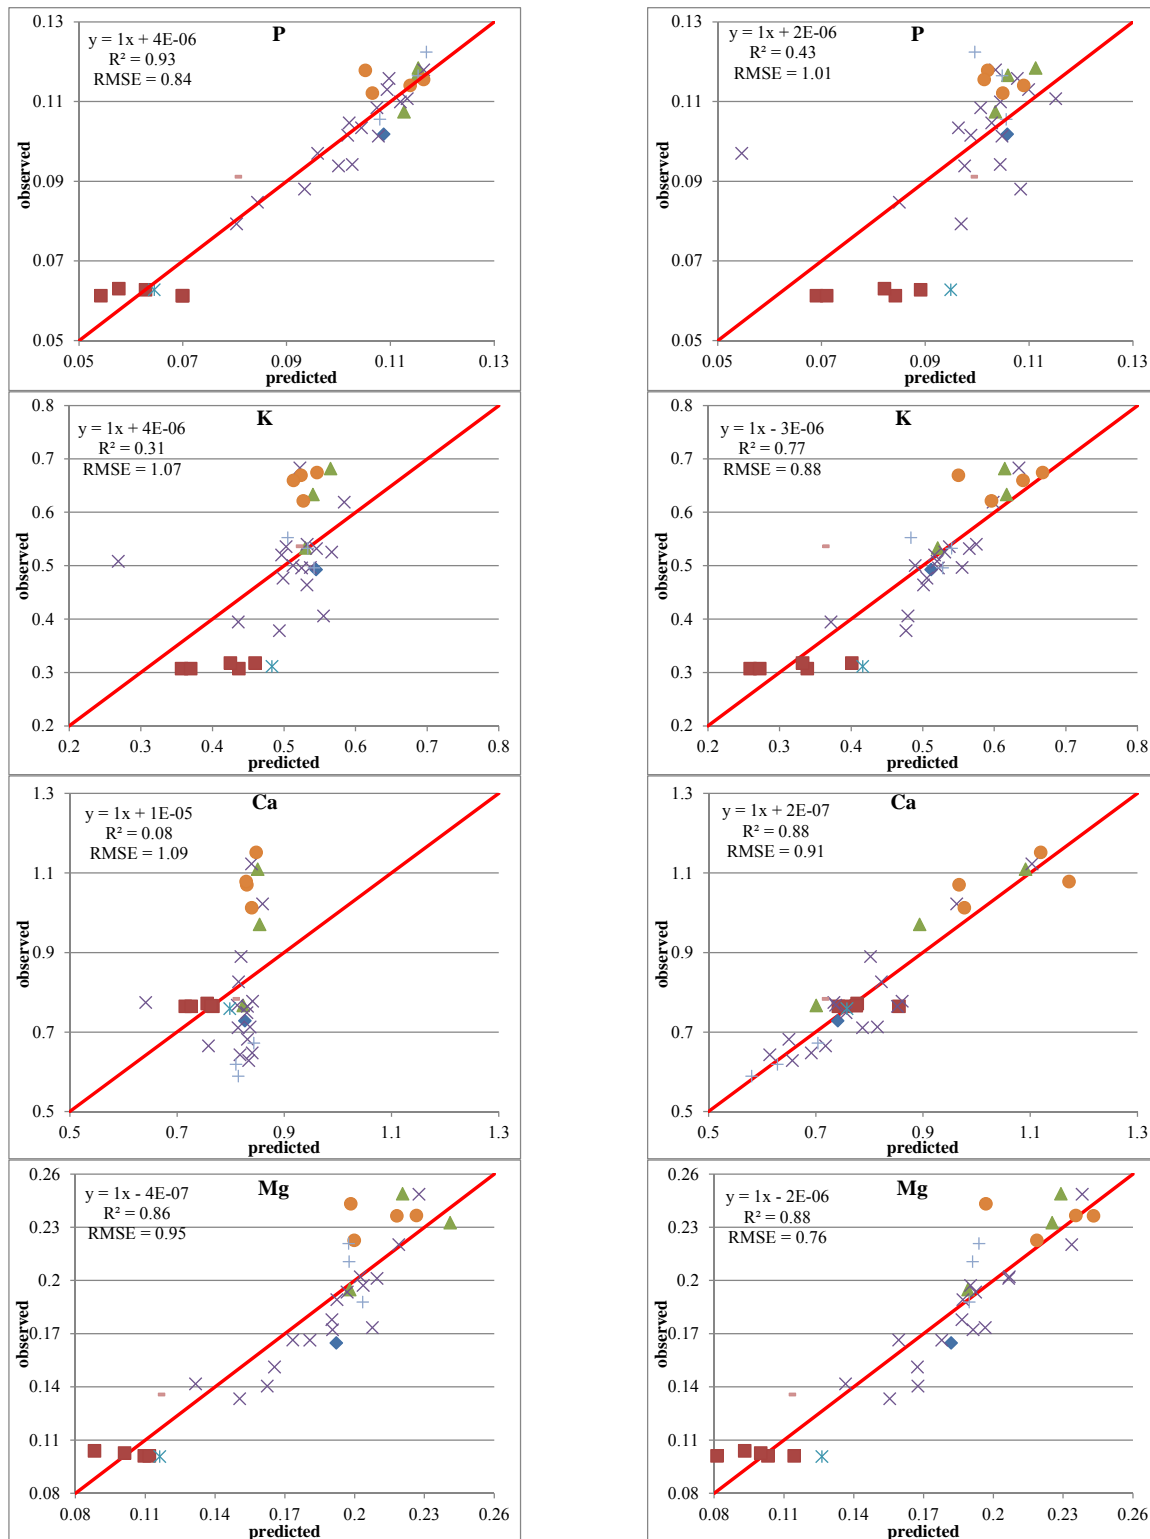 P
y = 1x + 4E-06
R² = 0.93
RMSE = 0.84
observed
0.13
0.11
0.09
0.07
0.05
0.05 0.07 0.09 0.11 0.13
predicted
P
y = 1x + 2E-06
R² = 0.43
RMSE = 1.01
observed
0.13
0.11
0.09
0.07
0.05
0.05 0.07 0.09 0.11 0.13
predicted
K
y = 1x + 4E-06
R² = 0.31
RMSE = 1.07
observed
0.8
0.7
0.6
0.5
0.4
0.3
0.2
0.2 0.3 0.4 0.5 0.6 0.7 0.8
predicted
K
y = 1x - 3E-06
R² = 0.77
RMSE = 0.88
observed
0.8
0.7
0.6
0.5
0.4
0.3
0.2
0.2 0.3 0.4 0.5 0.6 0.7 0.8
predicted
Ca
y = 1x + 1E-05
R² = 0.08
RMSE = 1.09
observed
1.3
1.1
0.9
0.7
0.5
0.5 0.7 0.9 1.1 1.3
predicted
Ca
y = 1x + 2E-07
R² = 0.88
RMSE = 0.91
observed
1.3
1.1
0.9
0.7
0.5
0.5 0.7 0.9 1.1 1.3
predicted
Mg
y = 1x - 4E-07
R² = 0.86
RMSE = 0.95
observed
0.26
0.23
0.2
0.17
0.14
0.11
0.08
0.08 0.11 0.14 0.17 0.2 0.23 0.26
predicted
Mg
y = 1x - 2E-06
R² = 0.88
RMSE = 0.76
observed
0.26
0.23
0.2
0.17
0.14
0.11
0.08
0.08 0.11 0.14 0.17 0.2 0.23 0.26
predicted